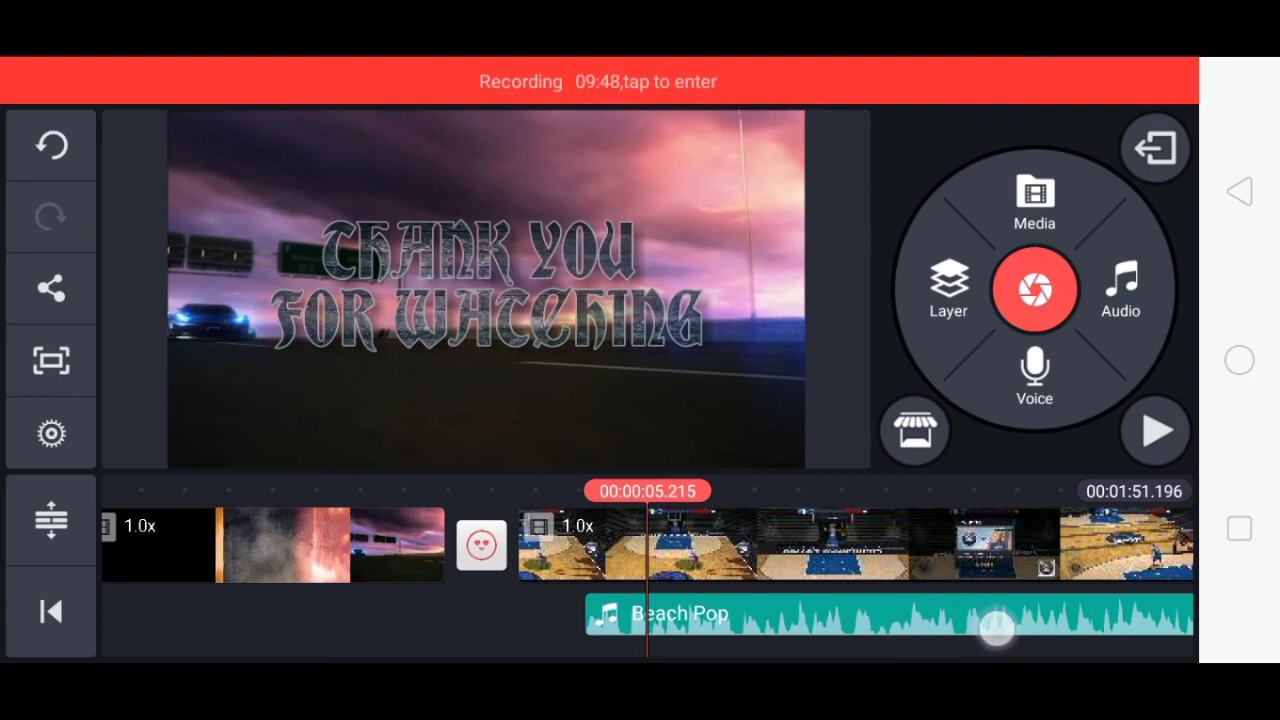 Recording 09:48,tap to enter
THANK YOU
FOR WATCHING
Media
Layer
Audio
Voice
00:00:05.215
00:01:51.196
1.0x
1.0x
Beach Pop